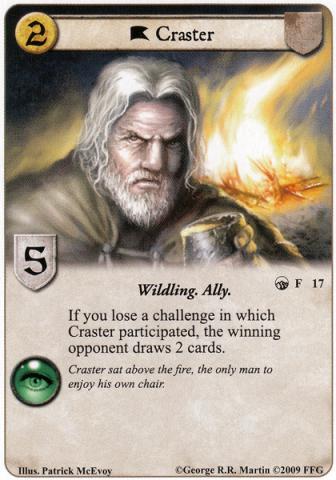 2
Craster
5
Wildling. Ally.
F 17
If you lose a challenge in which
Craster participated, the winning
opponent draws 2 cards.
Craster sat above the fire, the only man to
enjoy his own chair.
Illus. Patrick McEvoy
©George R.R. Martin ©2009 FFG